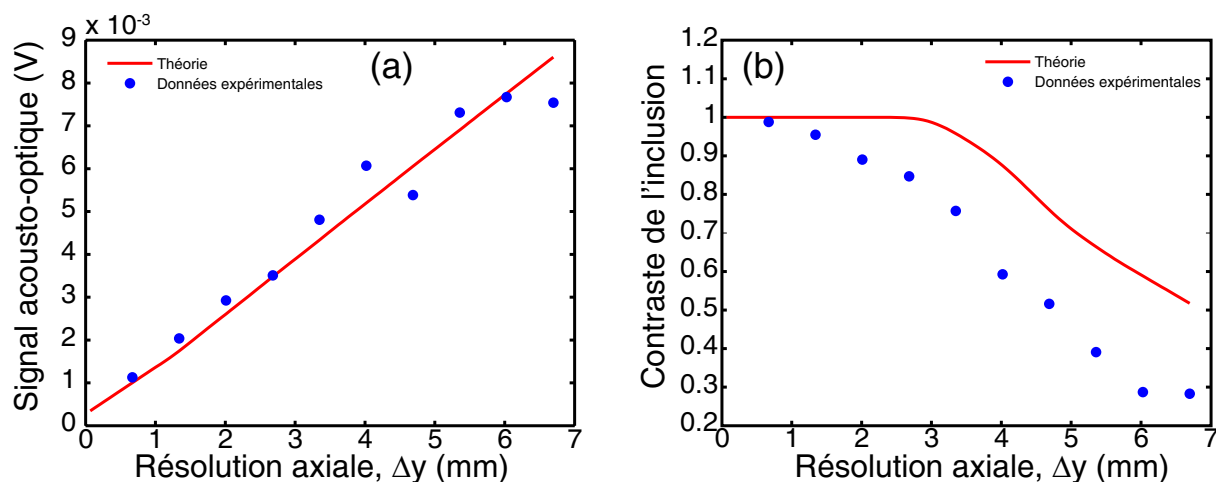 x 10⁻³
9
8
7
6
5
4
3
2
1
0
Signal acousto-optique (V)
(a)
Théorie
Données expérimentales
0 1 2 3 4 5 6 7
Résolution axiale, Δy (mm)
1.2
1.1
1
0.9
0.8
0.7
0.6
0.5
0.4
0.3
0.2
Contraste de l'inclusion
(b)
Théorie
Données expérimentales
0 1 2 3 4 5 6 7
Résolution axiale, Δy (mm)